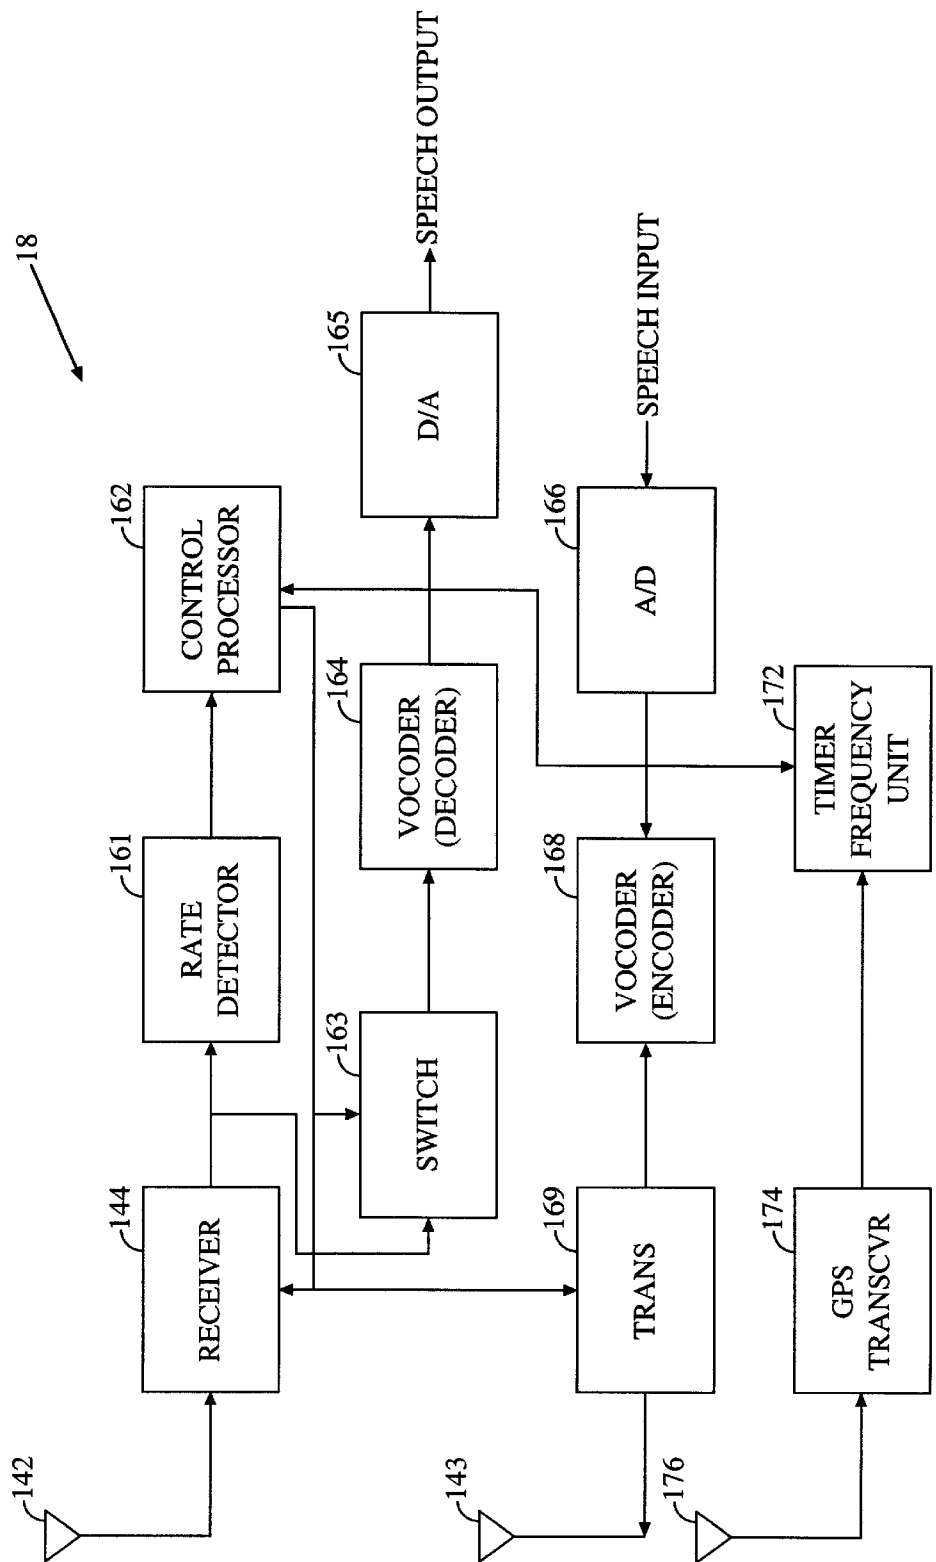 18
142
144
RECEIVER
161
RATE
DETECTOR
162
CONTROL
PROCESSOR
163
SWITCH
164
VOCODER
(DECODER)
165
D/A
SPEECH OUTPUT
143
169
TRANS
168
VOCODER
(ENCODER)
166
A/D
SPEECH INPUT
176
174
GPS
TRANSCVR
172
TIMER
FREQUENCY
UNIT